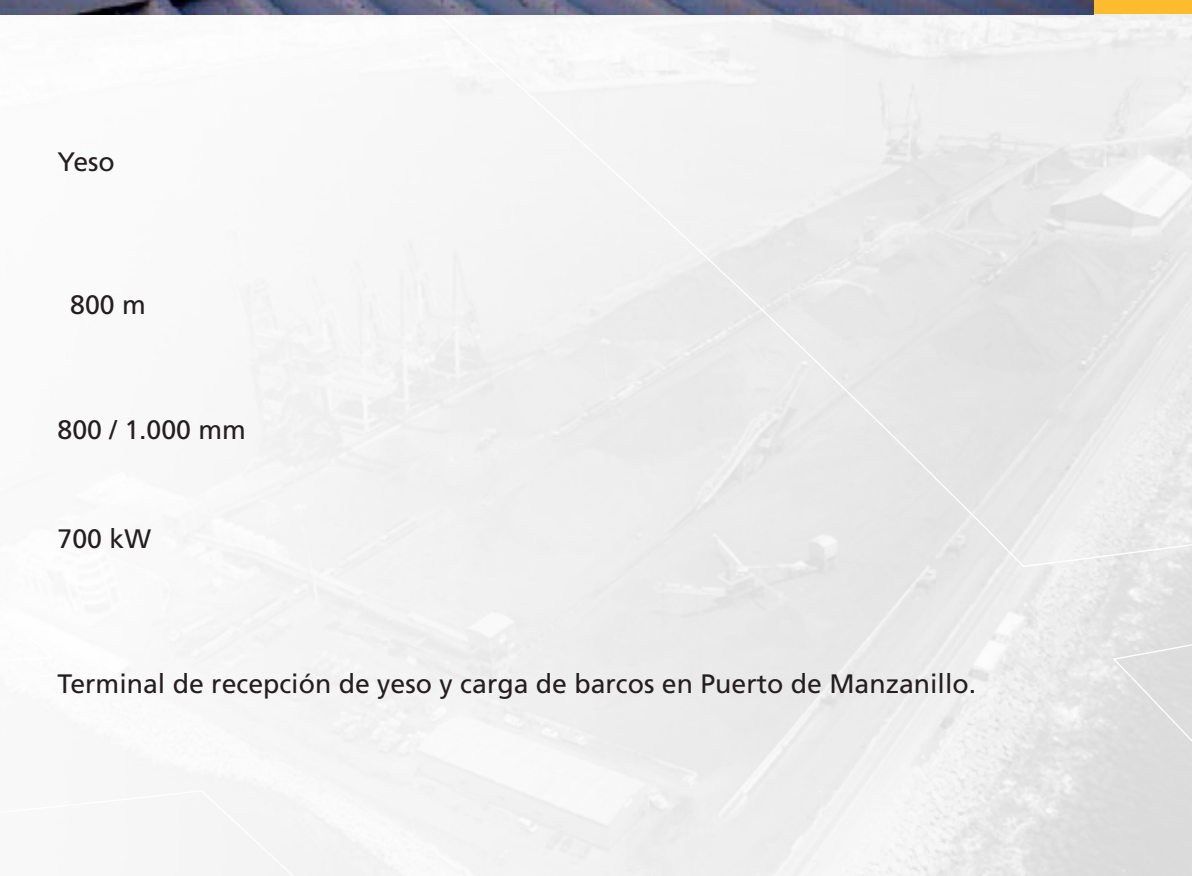 Yeso
800 m
800 / 1.000 mm
700 kW
Terminal de recepción de yeso y carga de barcos en Puerto de Manzanillo.